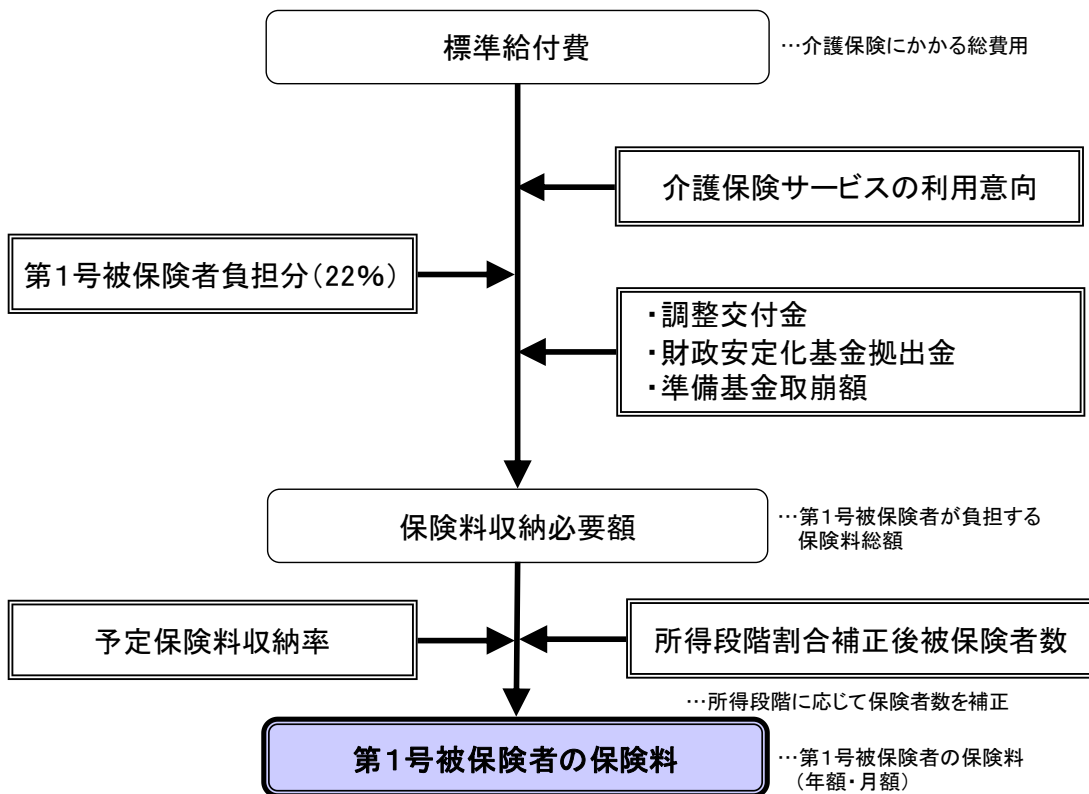 標準給付費
…介護保険にかかる総費用
介護保険サービスの利用意向
第1号被保険者負担分(22%)
・調整交付金
・財政安定化基金拠出金
・準備基金取崩額
保険料収納必要額
…第1号被保険者が負担する
保険料総額
予定保険料収納率
所得段階割合補正後被保険者数
…所得段階に応じて保険者数を補正
第1号被保険者の保険料
…第1号被保険者の保険料
(年額・月額)